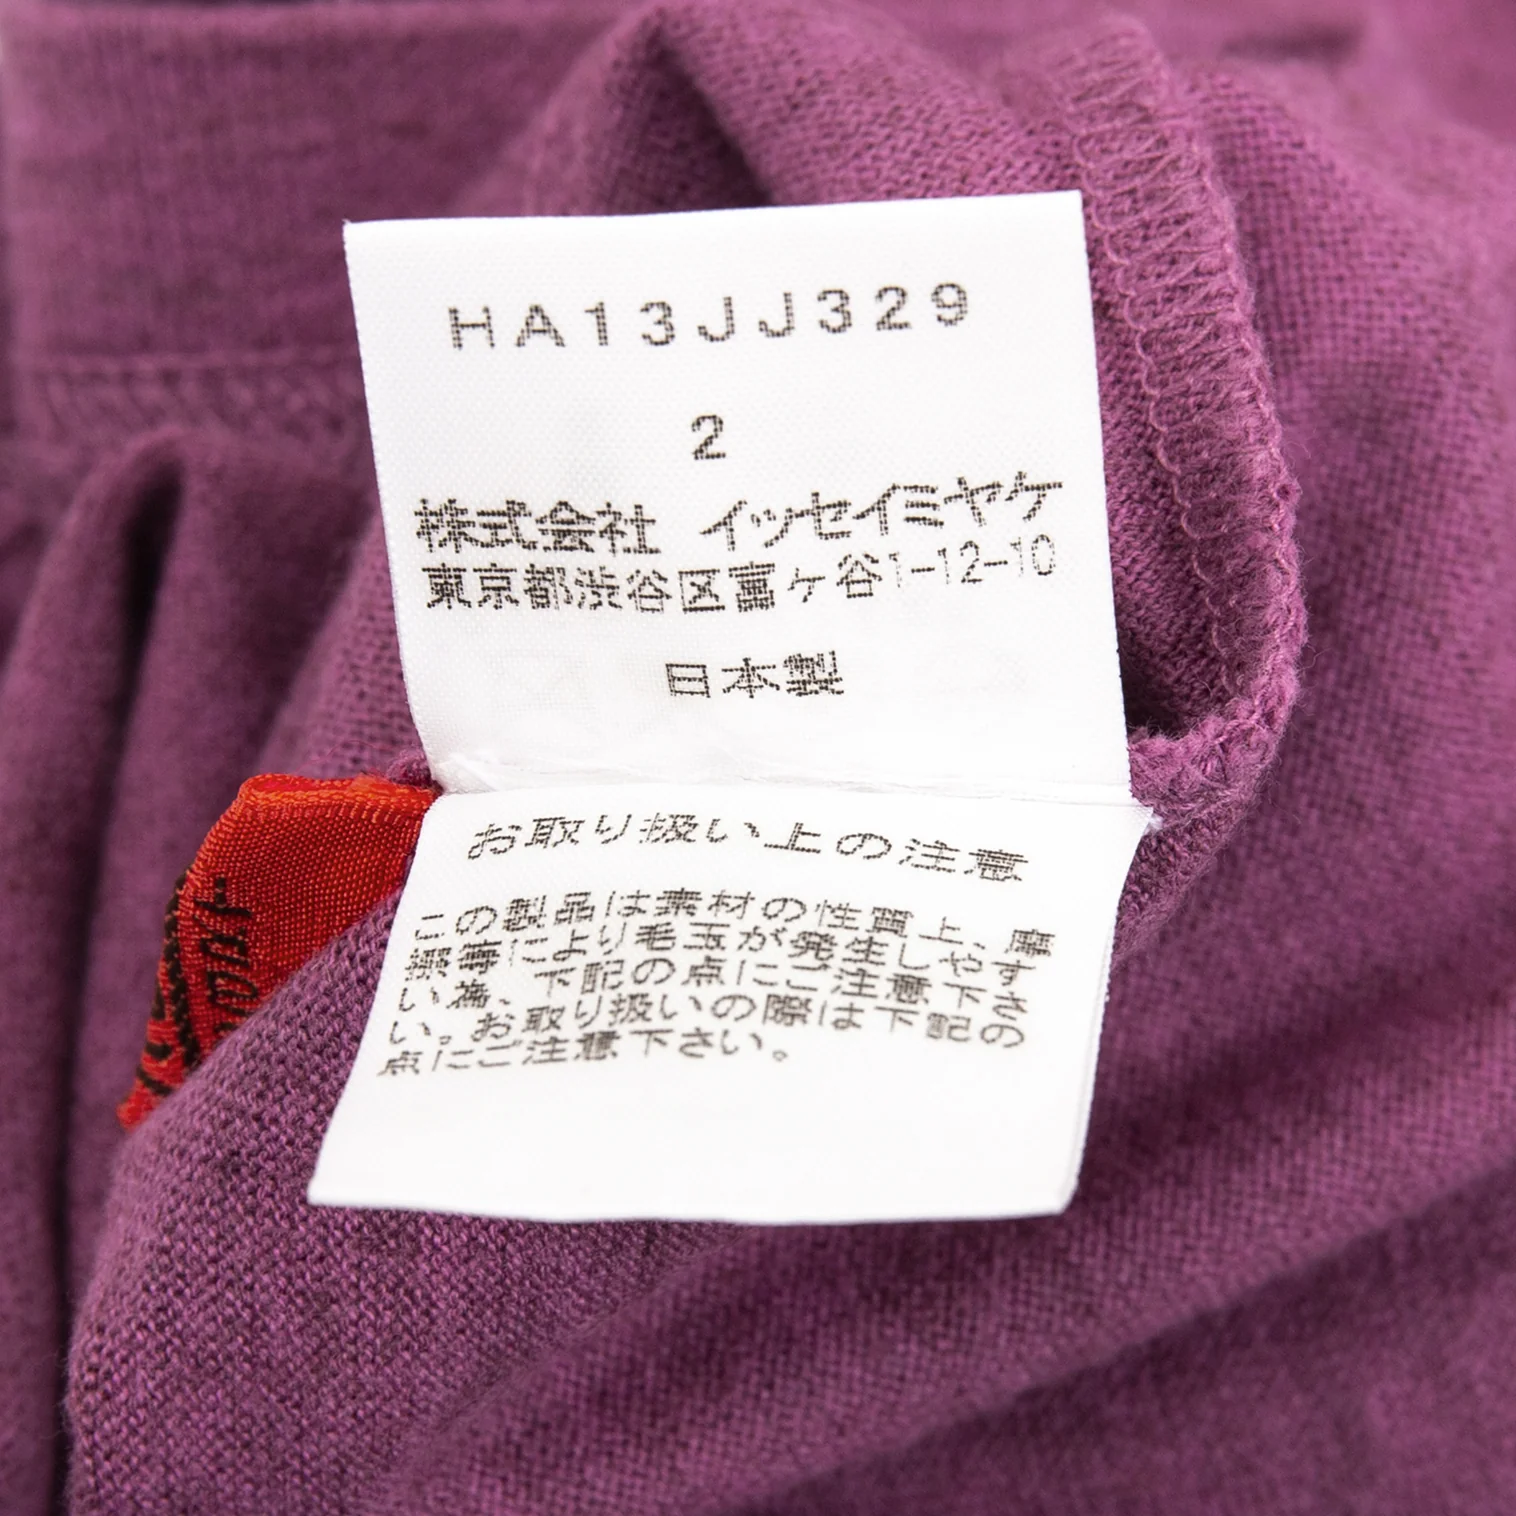 HA13JJ329
2
株式会社 イッセイミヤケ
東京都渋谷区富ヶ谷1-12-10
日本製
お取り扱い上の注意
この製品は素材の性質上、摩
擦等により毛玉が発生しやす
い為、下記の点にご注意下さ
い。お取り扱いの際は下記の
点にご注意下さい。